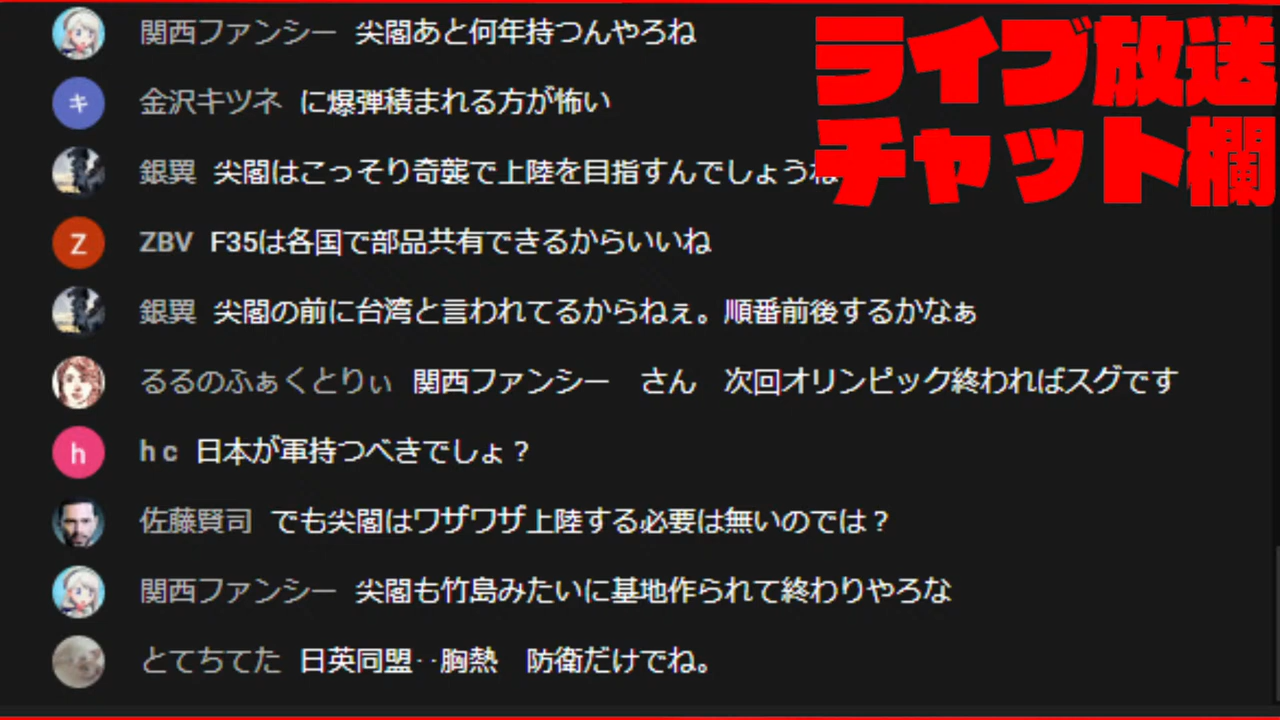 関西ファンシー 尖閣あと何年持つんやろね
ライブ放送
チャット欄
キ
金沢キツネ に爆弾積まれる方が怖い
銀翼 尖閣はこっそり奇襲で上陸を目指すんでしょうね
Z
ZBV F35は各国で部品共有できるからいいね
銀翼 尖閣の前に台湾と言われてるからねぇ。順番前後するかなぁ
るるのふぁくとりぃ 関西ファンシー　さん　次回オリンピック終わればスグです
h
h c 日本が軍持つべきでしょ？
佐藤賢司 でも尖閣はワザワザ上陸する必要は無いのでは？
関西ファンシー 尖閣も竹島みたいに基地作られて終わりやろな
とてちてた 日英同盟‥胸熱　防衛だけでね。